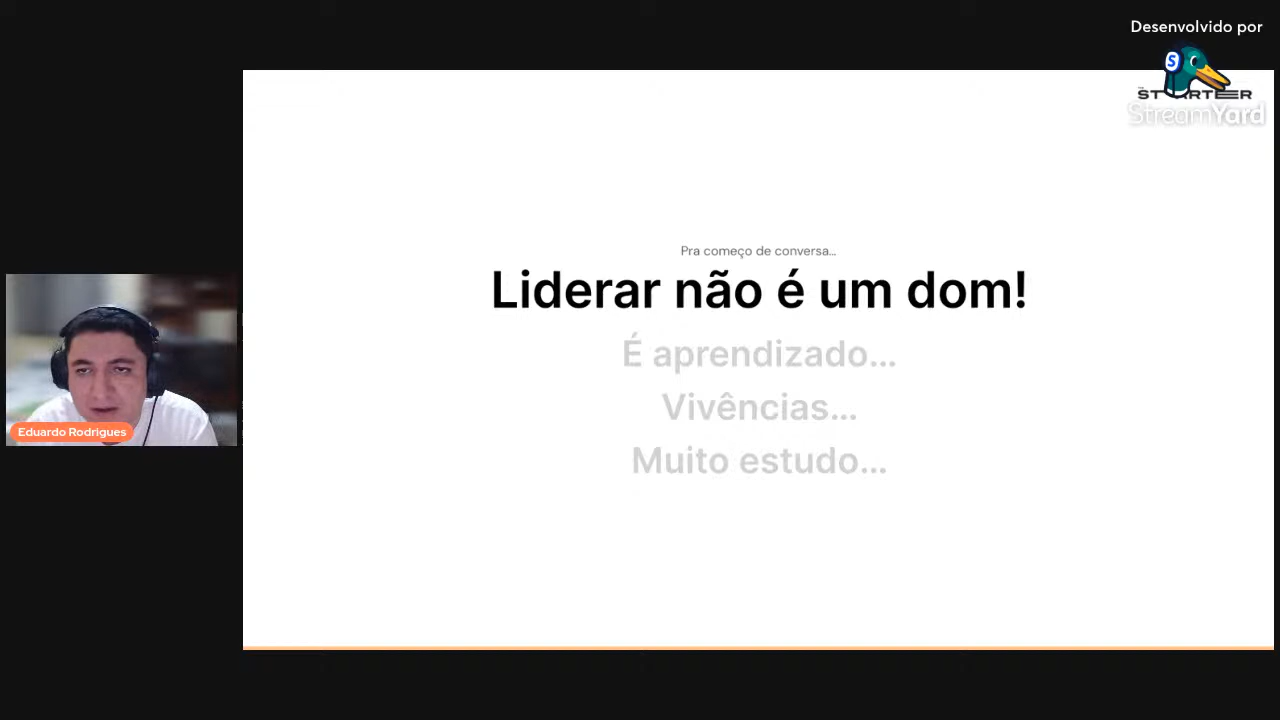 Desenvolvido por
STARTER
StreamYard
Pra começo de conversa...
Liderar não é um dom!
É aprendizado...
Vivências...
Muito estudo...
Eduardo Rodrigues